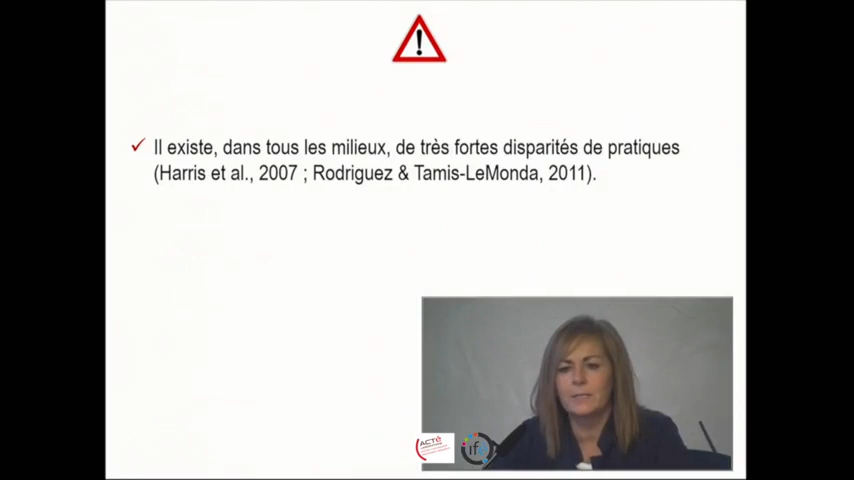 Il existe, dans tous les milieux, de très fortes disparités de pratiques
(Harris et al., 2007 ; Rodriguez & Tamis-LeMonda, 2011).
ACTé
ife